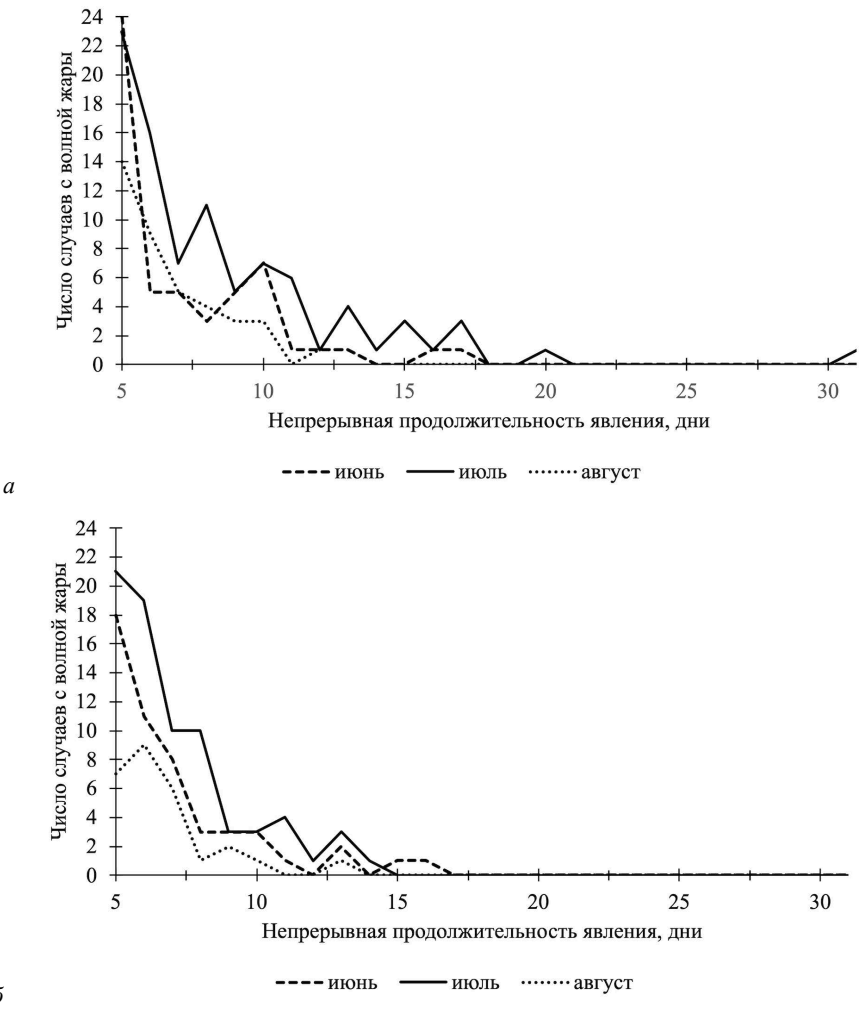 24
22
20
18
16
14
12
10
8
6
4
2
0
Число случаев с волной жары
5 10 15 20 25 30
Непрерывная продолжительность явления, дни
июнь июль август
а
24
22
20
18
16
14
12
10
8
6
4
2
0
Число случаев с волной жары
5 10 15 20 25 30
Непрерывная продолжительность явления, дни
июнь июль август
б